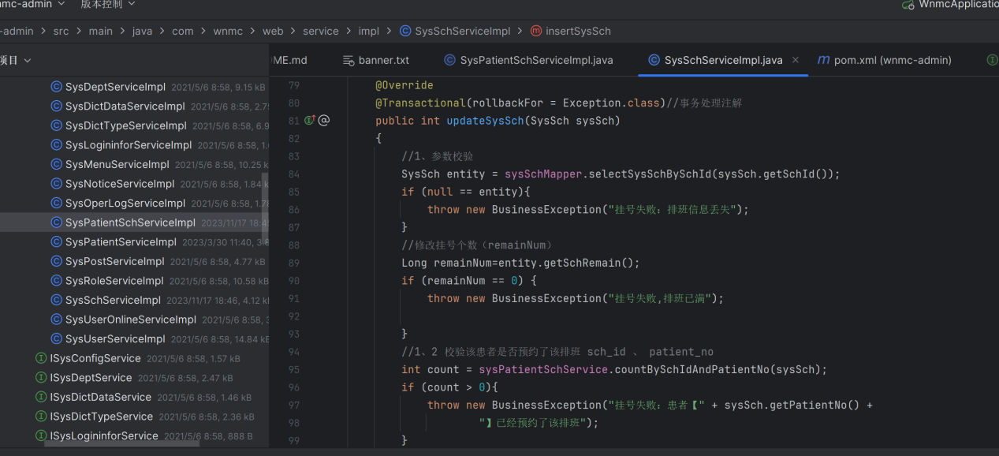 nmc-admin
版本控制
WnmcApplicatio
-admin > src > main > java > com > wnmc > web > service > impl > SysSchServiceImpl > insertSysSch
项目
ME.md
banner.txt
SysPatientSchServiceImpl.java
SysSchServiceImpl.java ×
pom.xml (wnmc-admin)
SysDeptServiceImpl 2021/5/6 8:58, 9.15 kB
SysDictDataServiceImpl 2021/5/6 8:58, 2.7
SysDictTypeServiceImpl 2021/5/6 8:58, 6.9
SysLogininforServiceImpl 2021/5/6 8:58, 1.
SysMenuServiceImpl 2021/5/6 8:58, 10.25 k
SysNoticeServiceImpl 2021/5/6 8:58, 1.84 k
SysOperLogServiceImpl 2021/5/6 8:58, 1.7
SysPatientSchServiceImpl 2023/11/17 18:4
SysPatientServiceImpl 2023/3/30 11:40, 3.8
SysPostServiceImpl 2021/5/6 8:58, 4.77 kB
SysRoleServiceImpl 2021/5/6 8:58, 10.58 kB
SysSchServiceImpl 2023/11/17 18:46, 4.12 k
SysUserOnlineServiceImpl 2021/5/6 8:58, 3
SysUserServiceImpl 2021/5/6 8:58, 14.84 kB
ISysConfigService 2021/5/6 8:58, 1.57 kB
ISysDeptService 2021/5/6 8:58, 2.47 kB
ISysDictDataService 2021/5/6 8:58, 1.46 kB
ISysDictTypeService 2021/5/6 8:58, 2.36 kB
ISysLogininforService 2021/5/6 8:58, 888 B
79 @Override
80 @Transactional(rollbackFor = Exception.class)//事务处理注解
81 public int updateSysSch(SysSch sysSch)
82 {
83 //1、参数校验
84 SysSch entity = sysSchMapper.selectSysSchBySchId(sysSch.getSchId());
85 if (null == entity){
86 throw new BusinessException("挂号失败：排班信息丢失");
87 }
88 //修改挂号个数（remainNum）
89 Long remainNum=entity.getSchRemain();
90 if (remainNum == 0) {
91 throw new BusinessException("挂号失败,排班已满");
92
93 }
94 //1、2 校验该患者是否预约了该排班 sch_id 、 patient_no
95 int count = sysPatientSchService.countBySchIdAndPatientNo(sysSch);
96 if (count > 0){
97 throw new BusinessException("挂号失败：患者【" + sysSch.getPatientNo() +
98 "】已经预约了该排班");
99 }